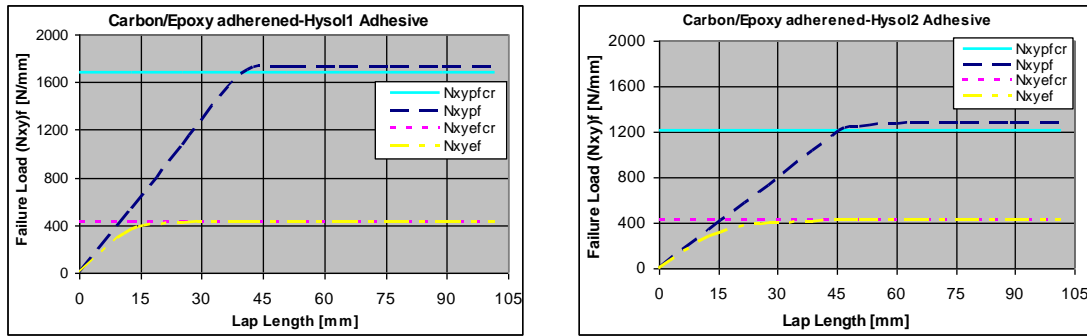 Carbon/Epoxy adherened-Hysol1 Adhesive
Failure Load (Nxy)f [N/mm]
2000
1600
1200
800
400
0
Nxypfcr
Nxypf
Nxyefcr
Nxyef
0 15 30 45 60 75 90 105
Lap Length [mm]
Carbon/Epoxy adherened-Hysol2 Adhesive
Failure Load (Nxy)f [N/mm]
2000
1600
1200
800
400
0
Nxypfcr
Nxypf
Nxyefcr
Nxyef
0 15 30 45 60 75 90 105
Lap Length [mm]